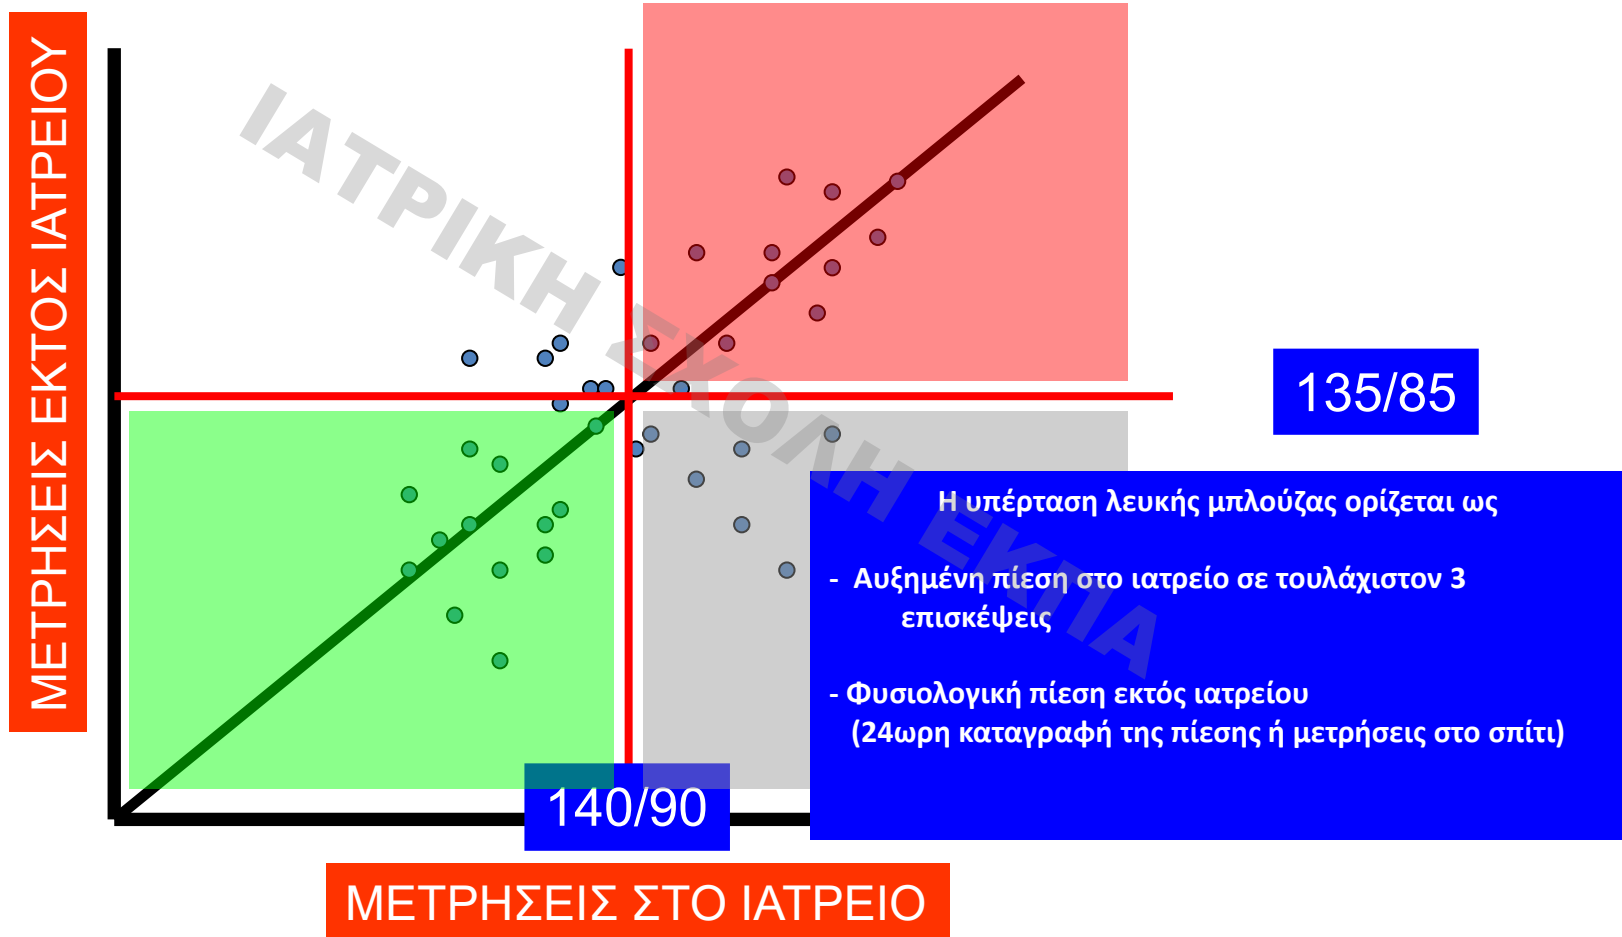 ΜΕΤΡΗΣΕΙΣ ΕΚΤΟΣ ΙΑΤΡΕΙΟΥ
ΙΑΤΡΙΚΗ ΣΧΟΛΗ ΕΚΠΑ
135/85
Η υπέρταση λευκής μπλούζας ορίζεται ως
- Αυξημένη πίεση στο ιατρείο σε τουλάχιστον 3
επισκέψεις
- Φυσιολογική πίεση εκτός ιατρείου
(24ωρη καταγραφή της πίεσης ή μετρήσεις στο σπίτι)
140/90
ΜΕΤΡΗΣΕΙΣ ΣΤΟ ΙΑΤΡΕΙΟ